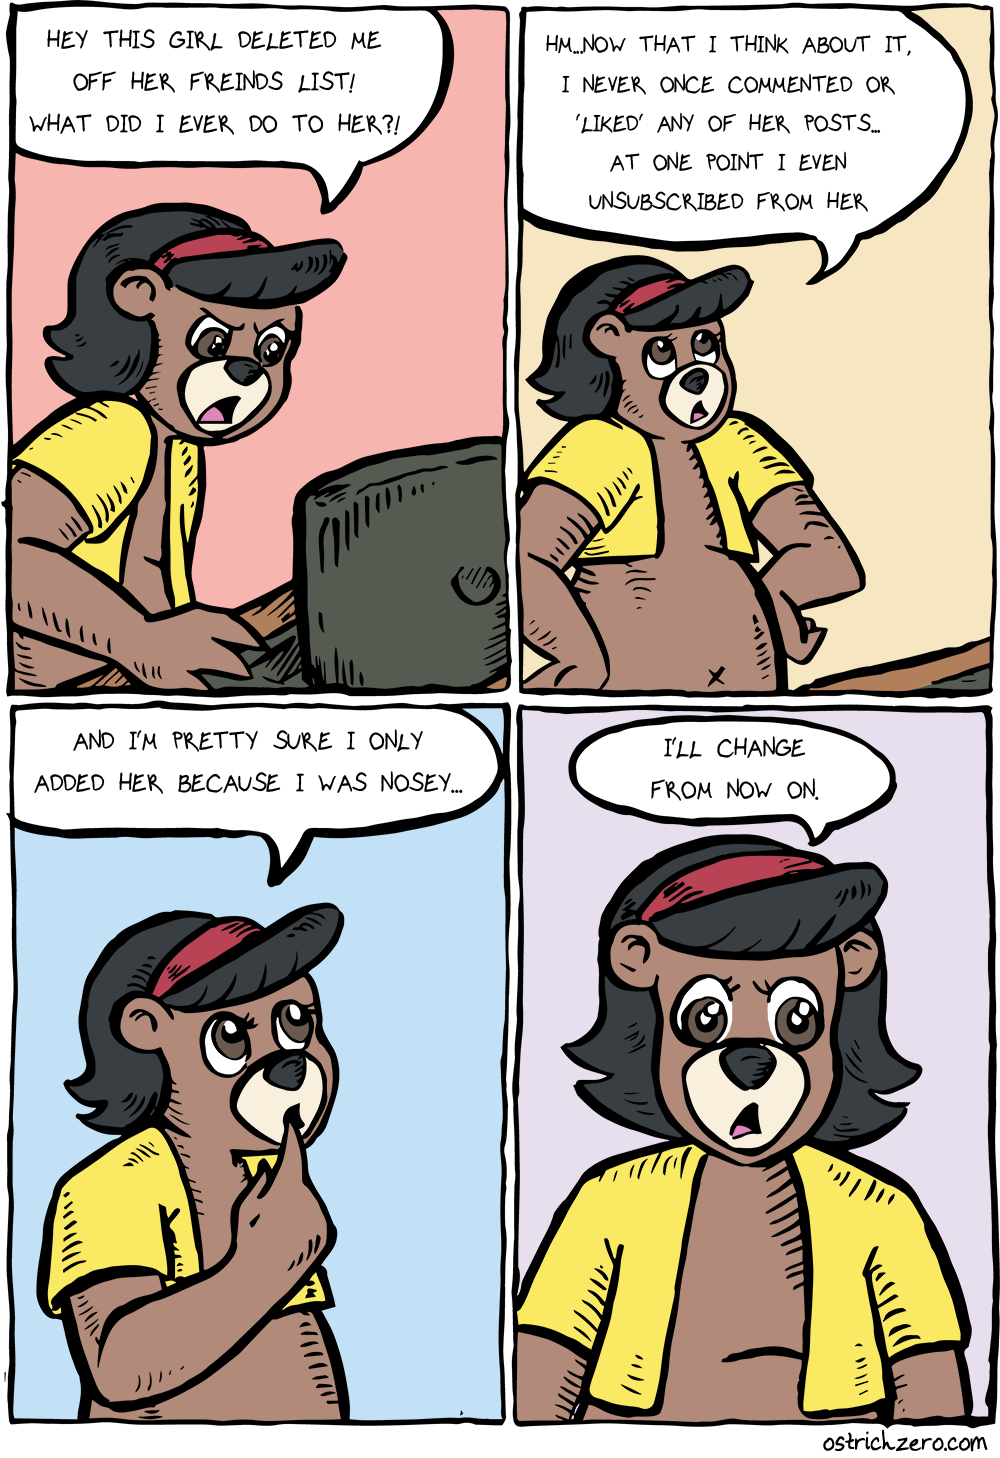 HEY THIS GIRL DELETED ME
OFF HER FREINDS LIST!
WHAT DID I EVER DO TO HER?!
HM...NOW THAT I THINK ABOUT IT,
I NEVER ONCE COMMENTED OR
'LIKED' ANY OF HER POSTS...
AT ONE POINT I EVEN
UNSUBSCRIBED FROM HER
AND I'M PRETTY SURE I ONLY
ADDED HER BECAUSE I WAS NOSEY...
I'LL CHANGE
FROM NOW ON.
ostrichzero.com